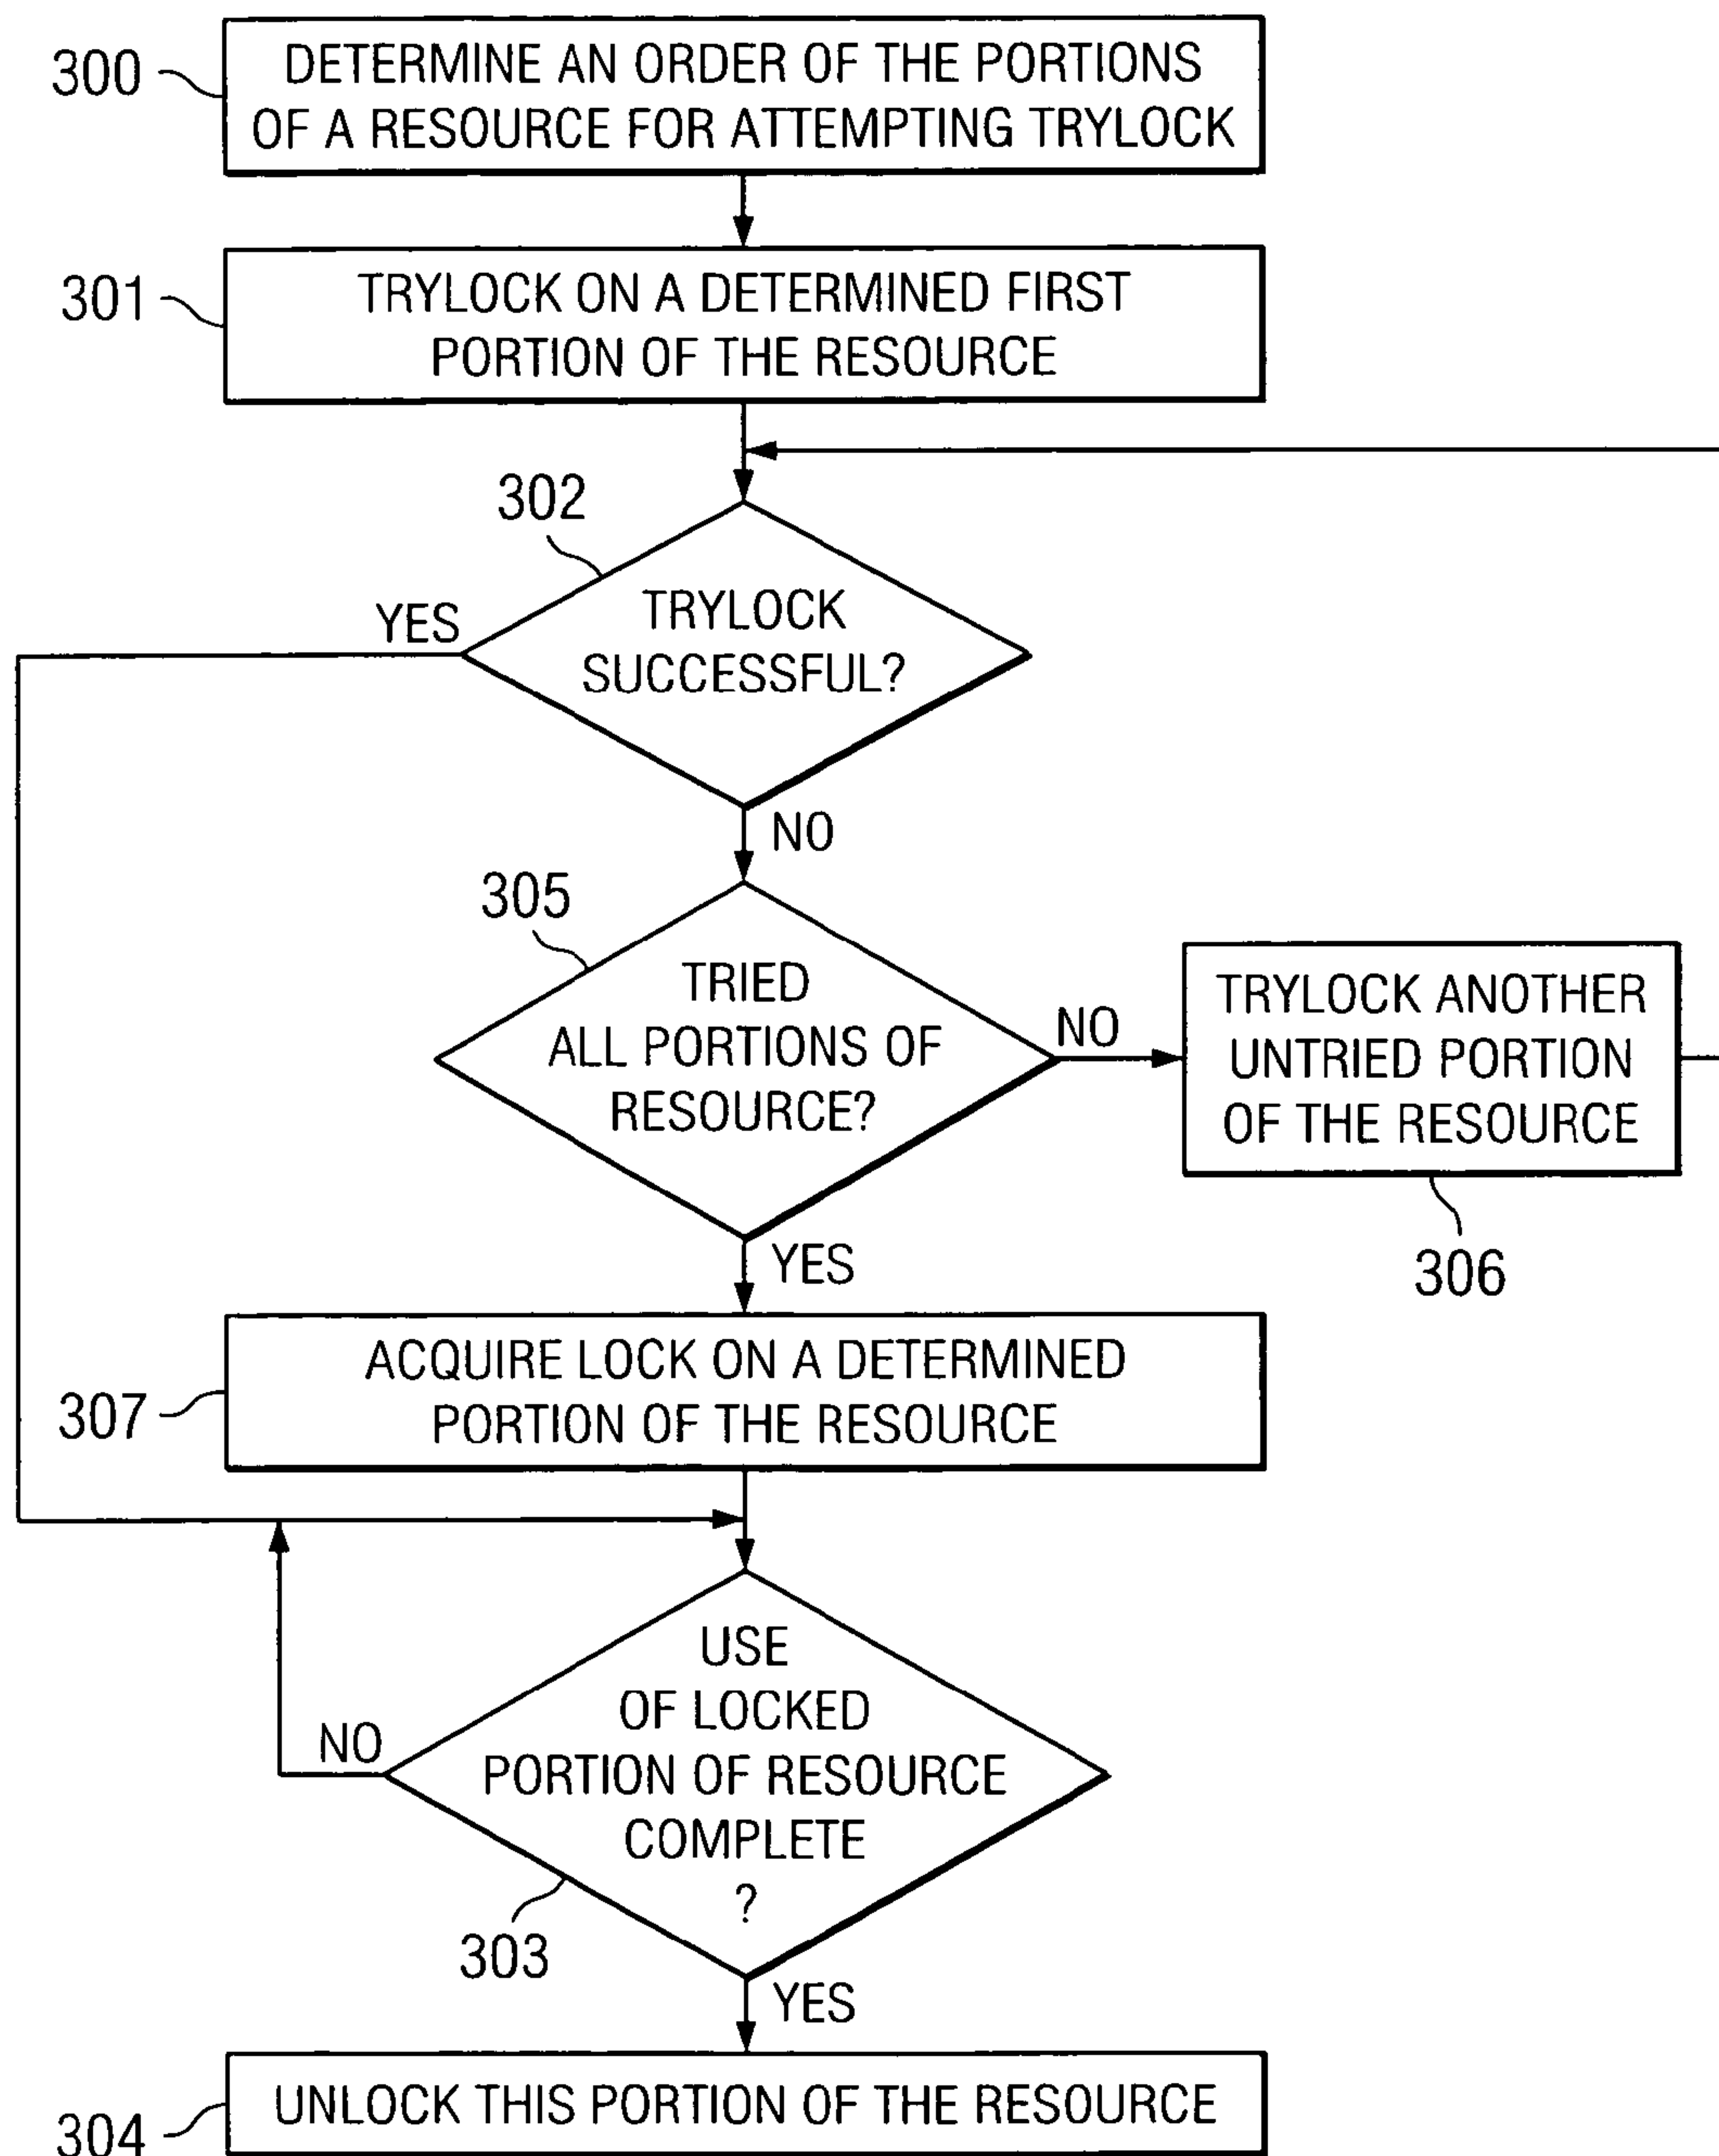 300
DETERMINE AN ORDER OF THE PORTIONS
OF A RESOURCE FOR ATTEMPTING TRYLOCK
301
TRYLOCK ON A DETERMINED FIRST
PORTION OF THE RESOURCE
302
YES
TRYLOCK
SUCCESSFUL?
NO
305
TRIED
ALL PORTIONS OF
RESOURCE?
NO
TRYLOCK ANOTHER
UNTRIED PORTION
OF THE RESOURCE
306
YES
307
ACQUIRE LOCK ON A DETERMINED
PORTION OF THE RESOURCE
USE
OF LOCKED
PORTION OF RESOURCE
COMPLETE
?
NO
303
YES
304
UNLOCK THIS PORTION OF THE RESOURCE